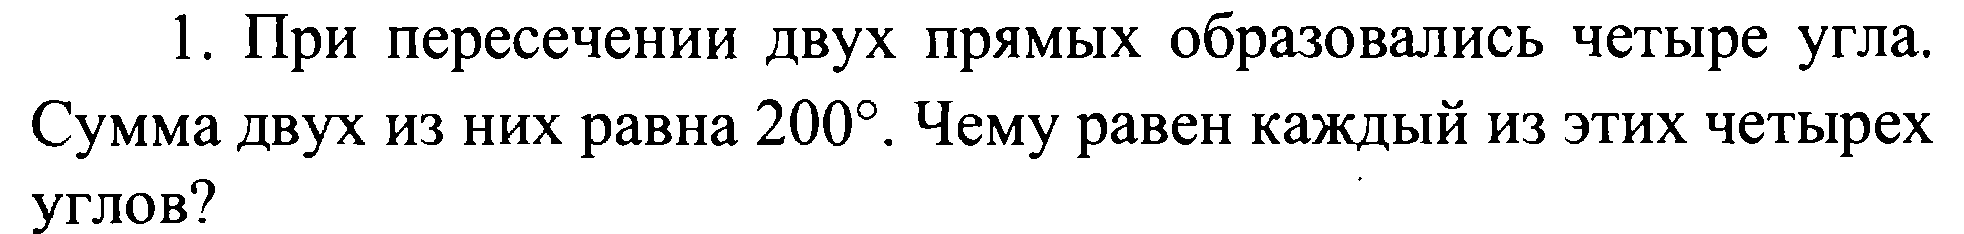 1. При пересечении двух прямых образовались четыре угла.
Сумма двух из них равна 200°. Чему равен каждый из этих четырех
углов?